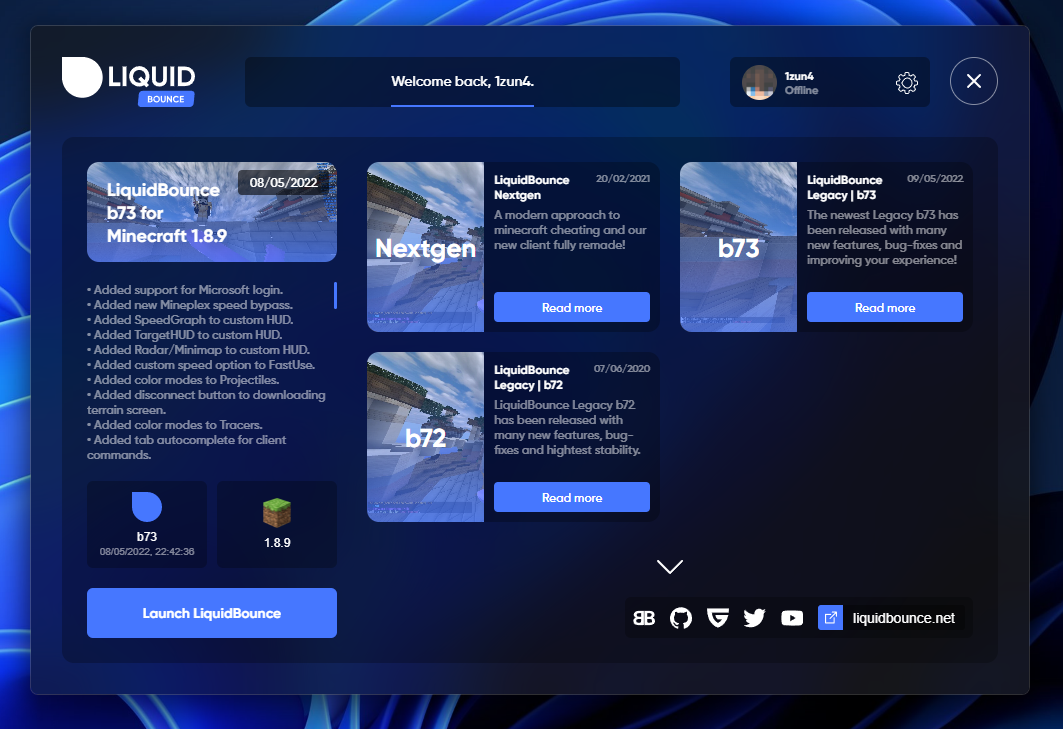 LIQUID
BOUNCE
Welcome back, 1zun4.
1zun4
Offline
08/05/2022
LiquidBounce
b73 for
Minecraft 1.8.9
• Added support for Microsoft login.
• Added new Mineplex speed bypass.
• Added SpeedGraph to custom HUD.
• Added TargetHUD to custom HUD.
• Added Radar/Minimap to custom HUD.
• Added custom speed option to FastUse.
• Added color modes to Projectiles.
• Added disconnect button to downloading
terrain screen.
• Added color modes to Tracers.
• Added tab autocomplete for client
commands.
b73
08/05/2022, 22:42:36
1.8.9
Launch LiquidBounce
Nextgen
LiquidBounce
Nextgen
20/02/2021
A modern approach to
minecraft cheating and our
new client fully remade!
Read more
b73
LiquidBounce
Legacy | b73
09/05/2022
The newest Legacy b73 has
been released with many
new features, bug-fixes and
improving your experience!
Read more
b72
LiquidBounce
Legacy | b72
07/06/2020
LiquidBounce Legacy b72
has been released with
many new features, bug-
fixes and hightest stability.
Read more
liquidbounce.net